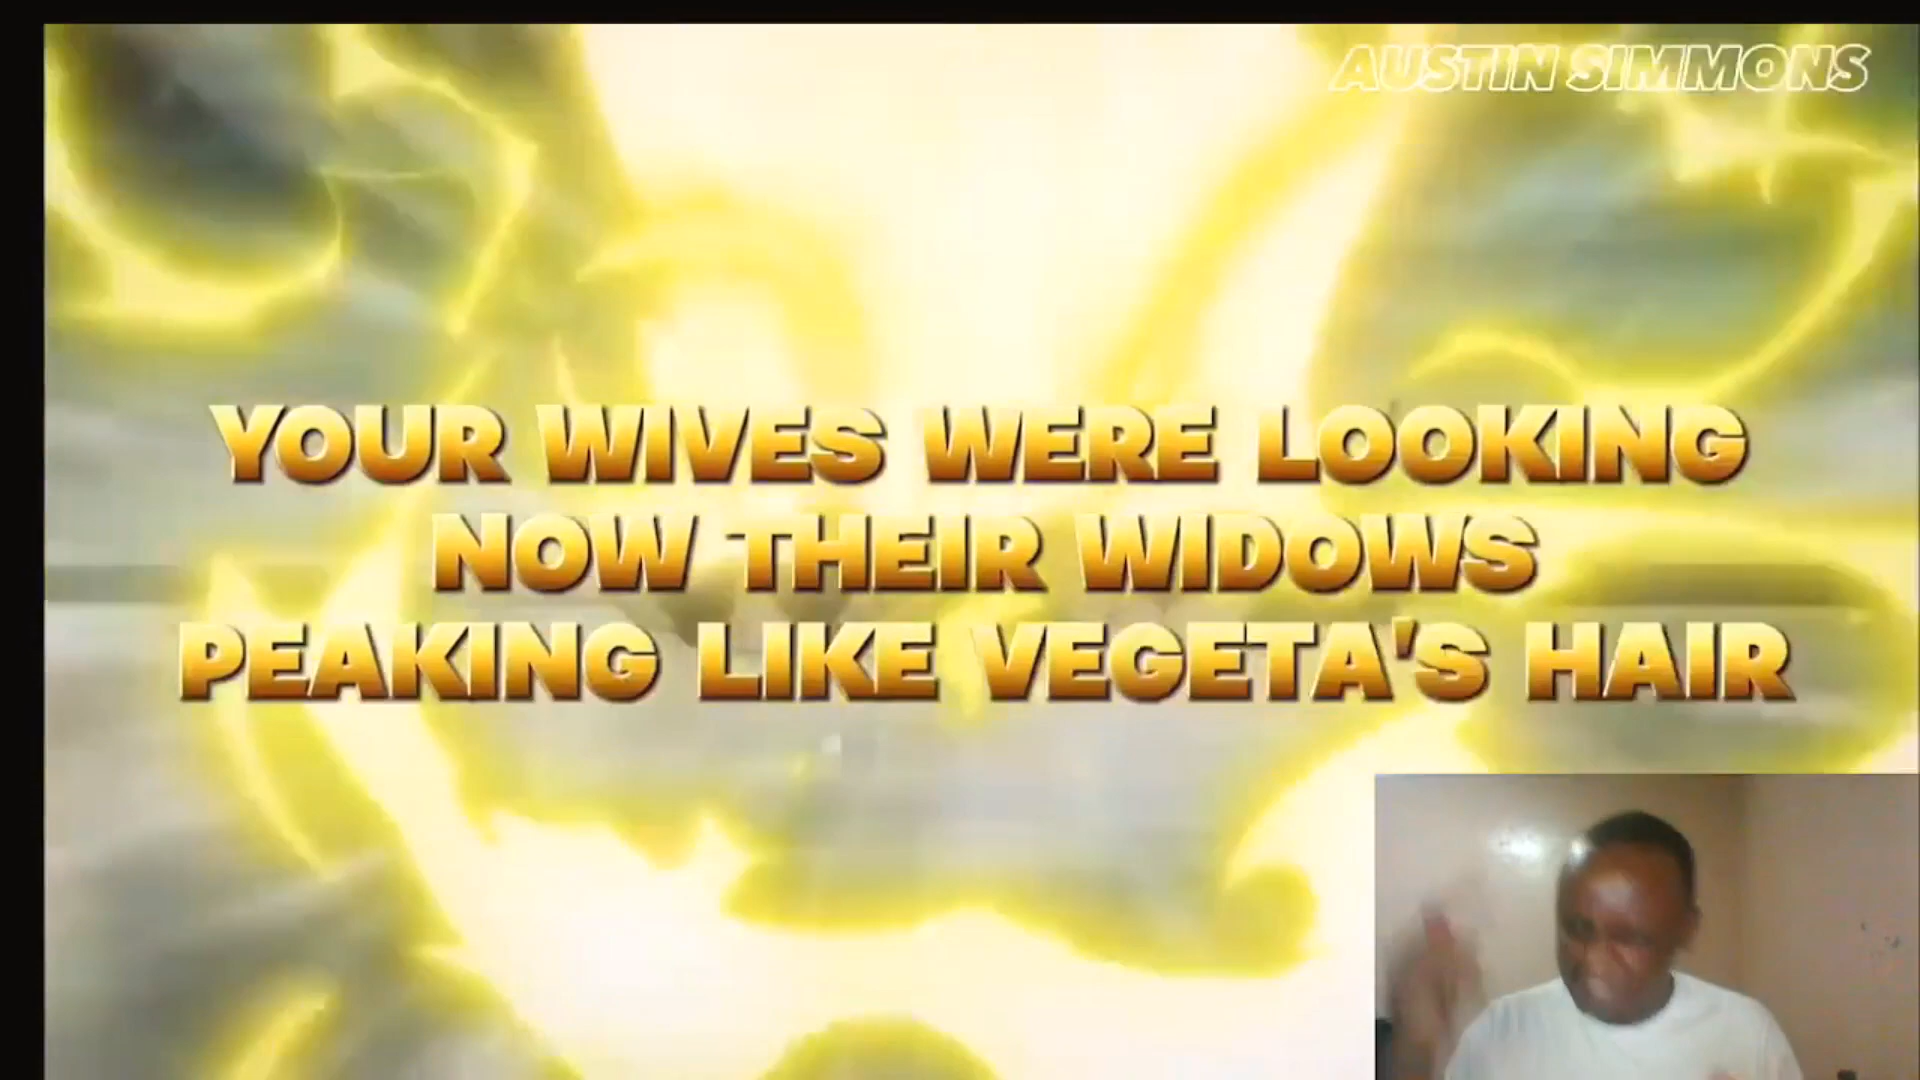 AUSTIN SIMMONS
YOUR WIVES WERE LOOKING
NOW THEIR WIDOWS
PEAKING LIKE VEGETA'S HAIR